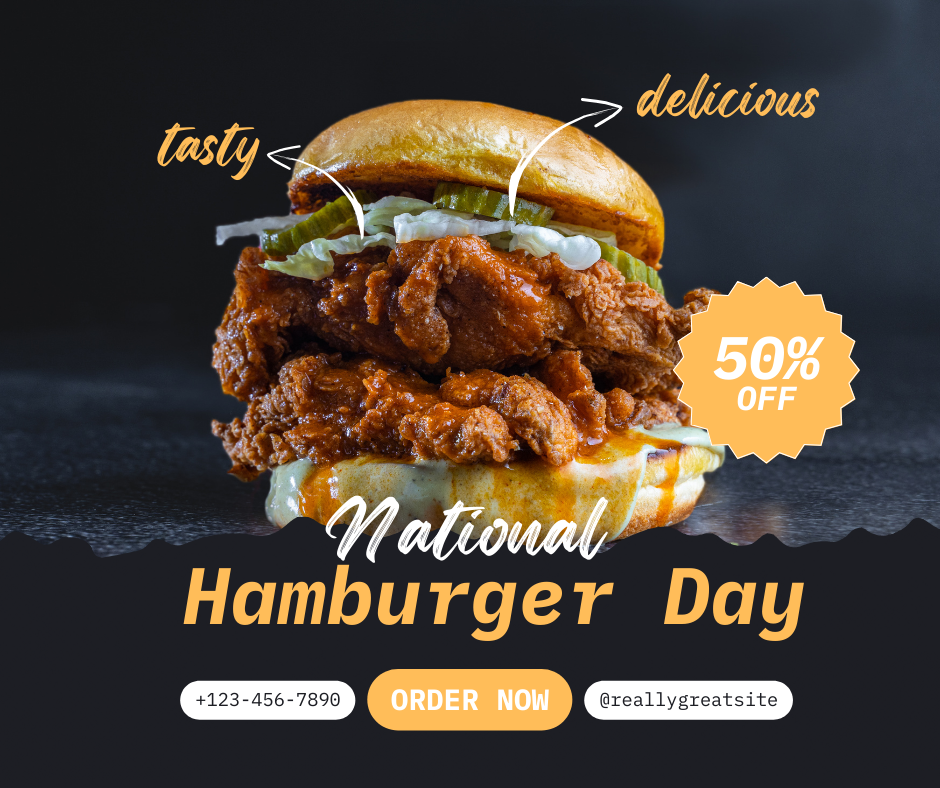 delicious
tasty
50%
OFF
National
Hamburger Day
+123-456-7890
ORDER NOW
@reallygreatsite